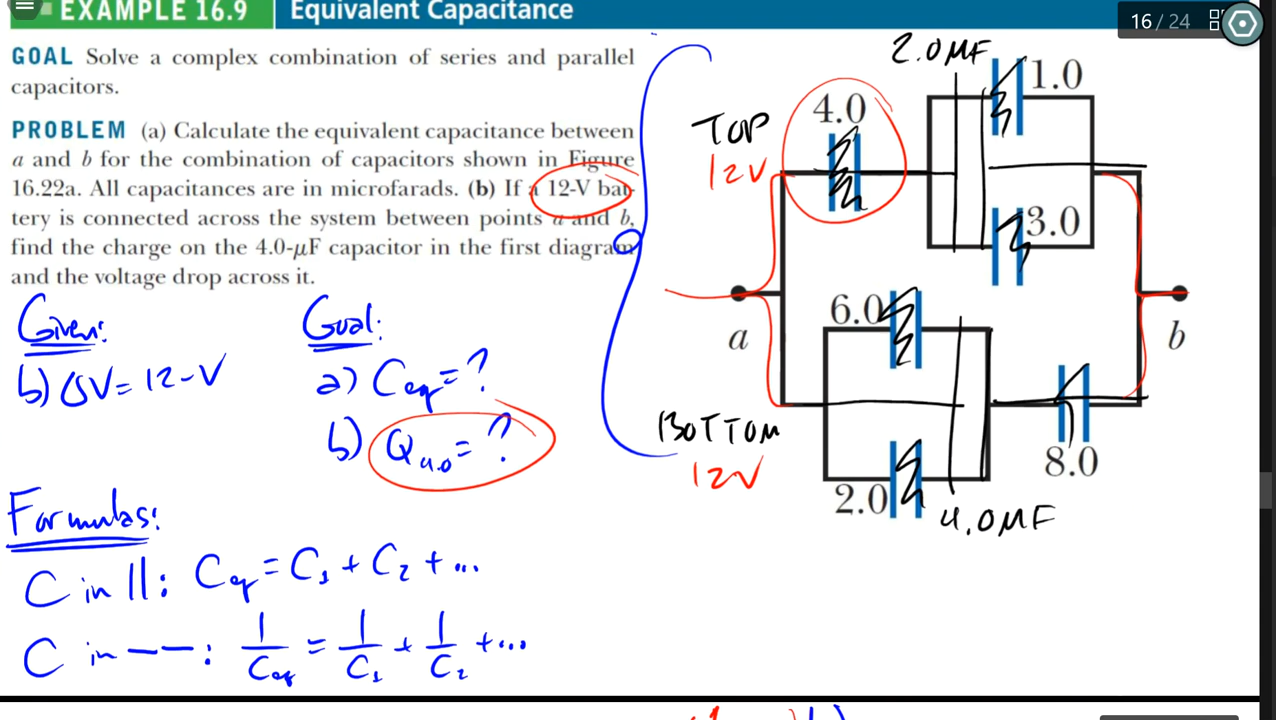 EXAMPLE 16.9 Equivalent Capacitance
16 / 24
GOAL Solve a complex combination of series and parallel
capacitors.
PROBLEM (a) Calculate the equivalent capacitance between
a and b for the combination of capacitors shown in Figure
16.22a. All capacitances are in microfarads. (b) If a 12-V bat-
tery is connected across the system between points a and b,
find the charge on the 4.0-μF capacitor in the first diagram
and the voltage drop across it.
Given:
b) ΔV = 12-V
Goal:
a) Ceq = ?
b) Q4.0 = ?
Formulas:
C in ||: Ceq = C1 + C2 + ...
C in —— : 1/Ceq = 1/C1 + 1/C2 + ...
2.0 MF
1.0
4.0
TOP
12V
3.0
6.0
a
b
BOTTOM
12V
8.0
2.0
4.0 MF